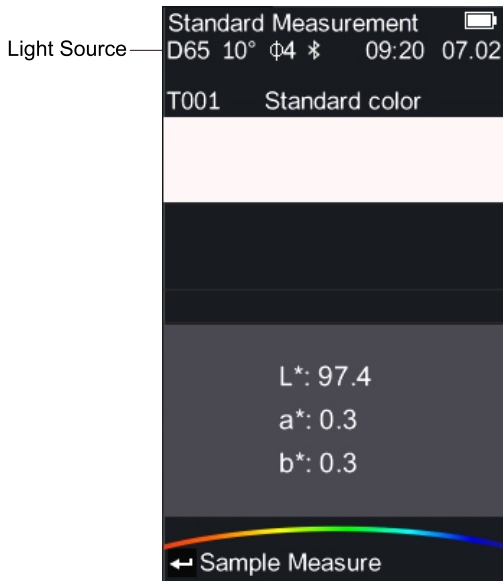 Standard Measurement
Light Source
D65 10° ф4 09:20 07.02
T001 Standard color
L*: 97.4
a*: 0.3
b*: 0.3
Sample Measure